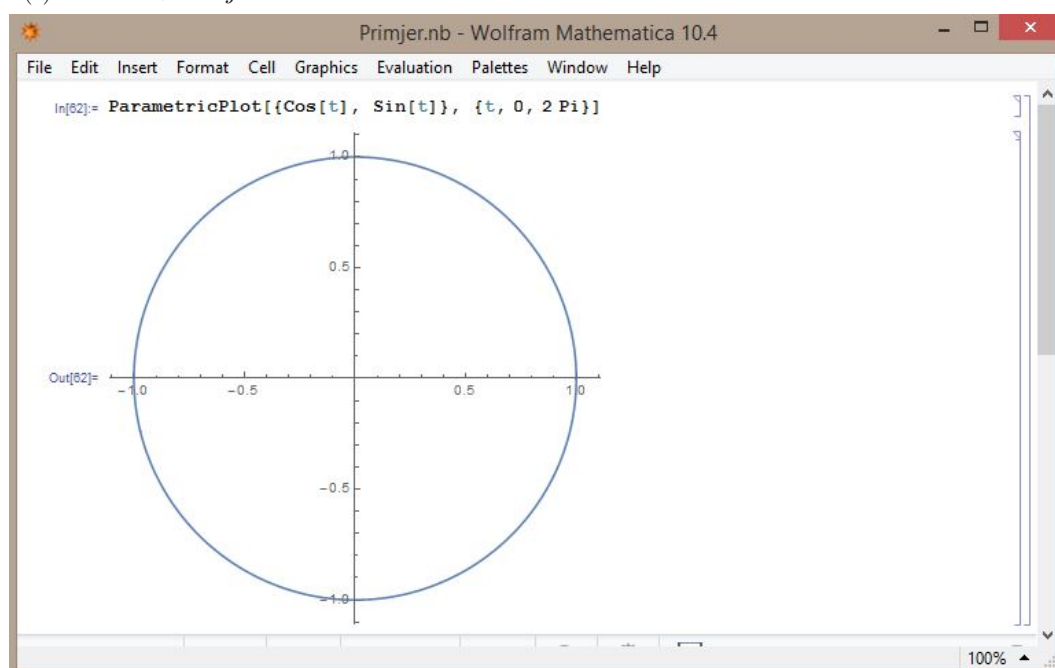 Primjer.nb - Wolfram Mathematica 10.4
File Edit Insert Format Cell Graphics Evaluation Palettes Window Help
In[62]:= ParametricPlot[{Cos[t], Sin[t]}, {t, 0, 2 Pi}]
1.0
0.5
Out[62]=
-1.0 -0.5 0.5 1.0
-0.5
-1.0
100%